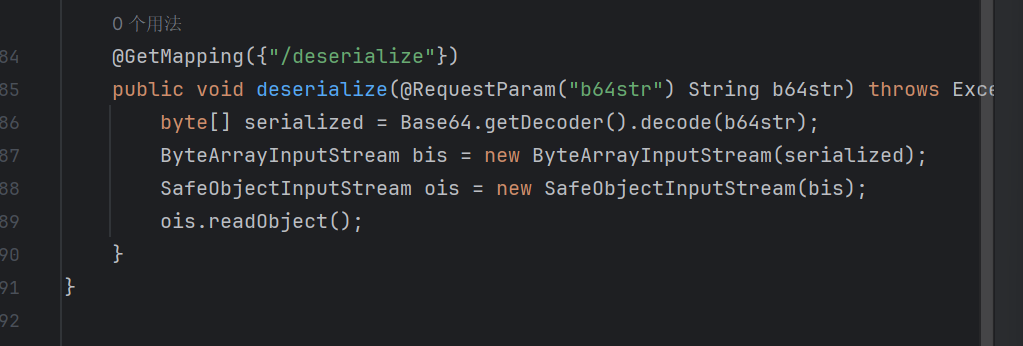 0 个用法
84 @GetMapping({"/deserialize"})
85 public void deserialize(@RequestParam("b64str") String b64str) throws Exce
86 byte[] serialized = Base64.getDecoder().decode(b64str);
87 ByteArrayInputStream bis = new ByteArrayInputStream(serialized);
88 SafeObjectInputStream ois = new SafeObjectInputStream(bis);
89 ois.readObject();
90 }
91 }
92